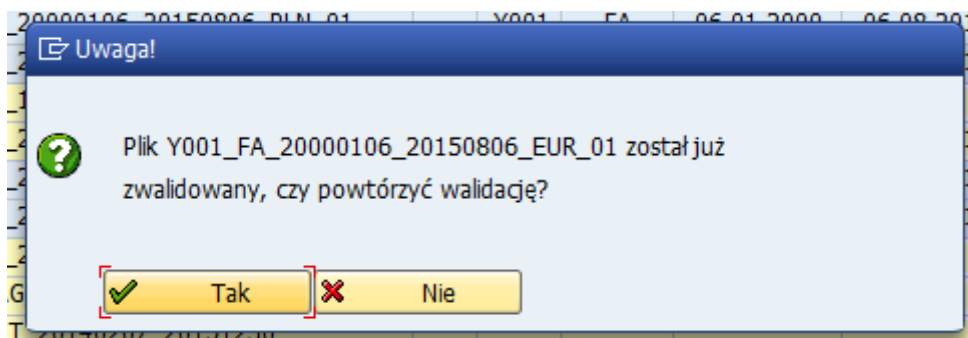 Uwaga!
Plik Y001_FA_20000106_20150806_EUR_01 został już
zwalidowany, czy powtórzyć walidację?
Tak
Nie